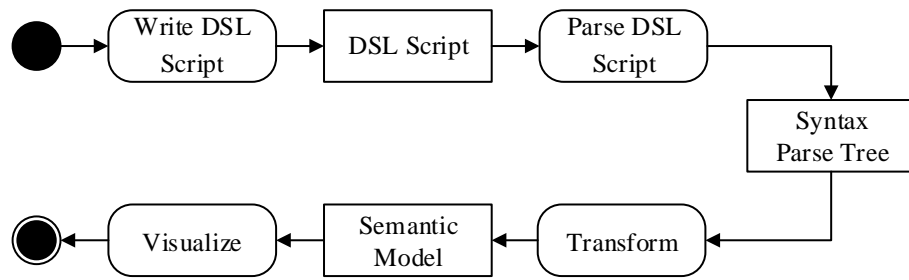 Write DSL
Script
DSL Script
Parse DSL
Script
Syntax
Parse Tree
Visualize
Semantic
Model
Transform